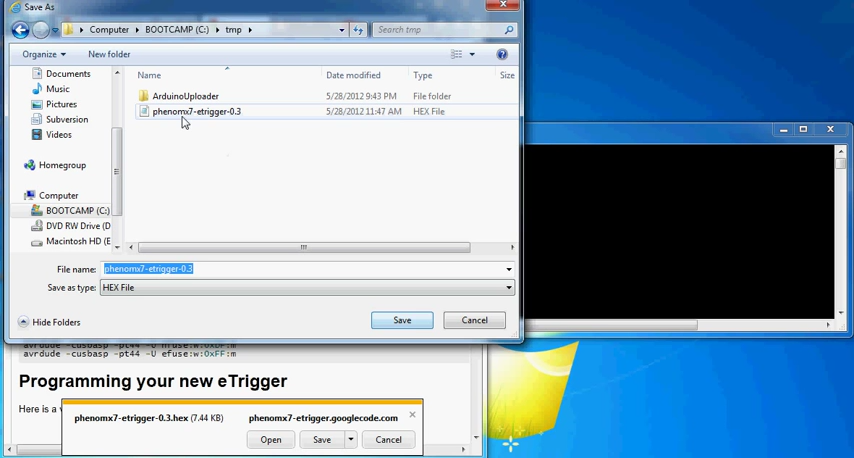 Save As
Computer ▸ BOOTCAMP (C:) ▸ tmp ▸
Search tmp
Organize
New folder
Name
Date modified
Type
Size
Documents
Music
Pictures
Subversion
Videos
Homegroup
Computer
BOOTCAMP (C:)
DVD RW Drive (D
Macintosh HD (E
ArduinoUploader
5/28/2012 9:43 PM
File folder
phenomx7-etrigger-0.3
5/28/2012 11:47 AM
HEX File
File name:
phenomx7-etrigger-0.3
Save as type:
HEX File
Hide Folders
Save
Cancel
avrdude -cusbasp -pt44 -U efuse:w:0xFF:m
Programming your new eTrigger
Here is a v
phenomx7-etrigger-0.3.hex (7.44 KB)
phenomx7-etrigger.googlecode.com
Open
Save
Cancel